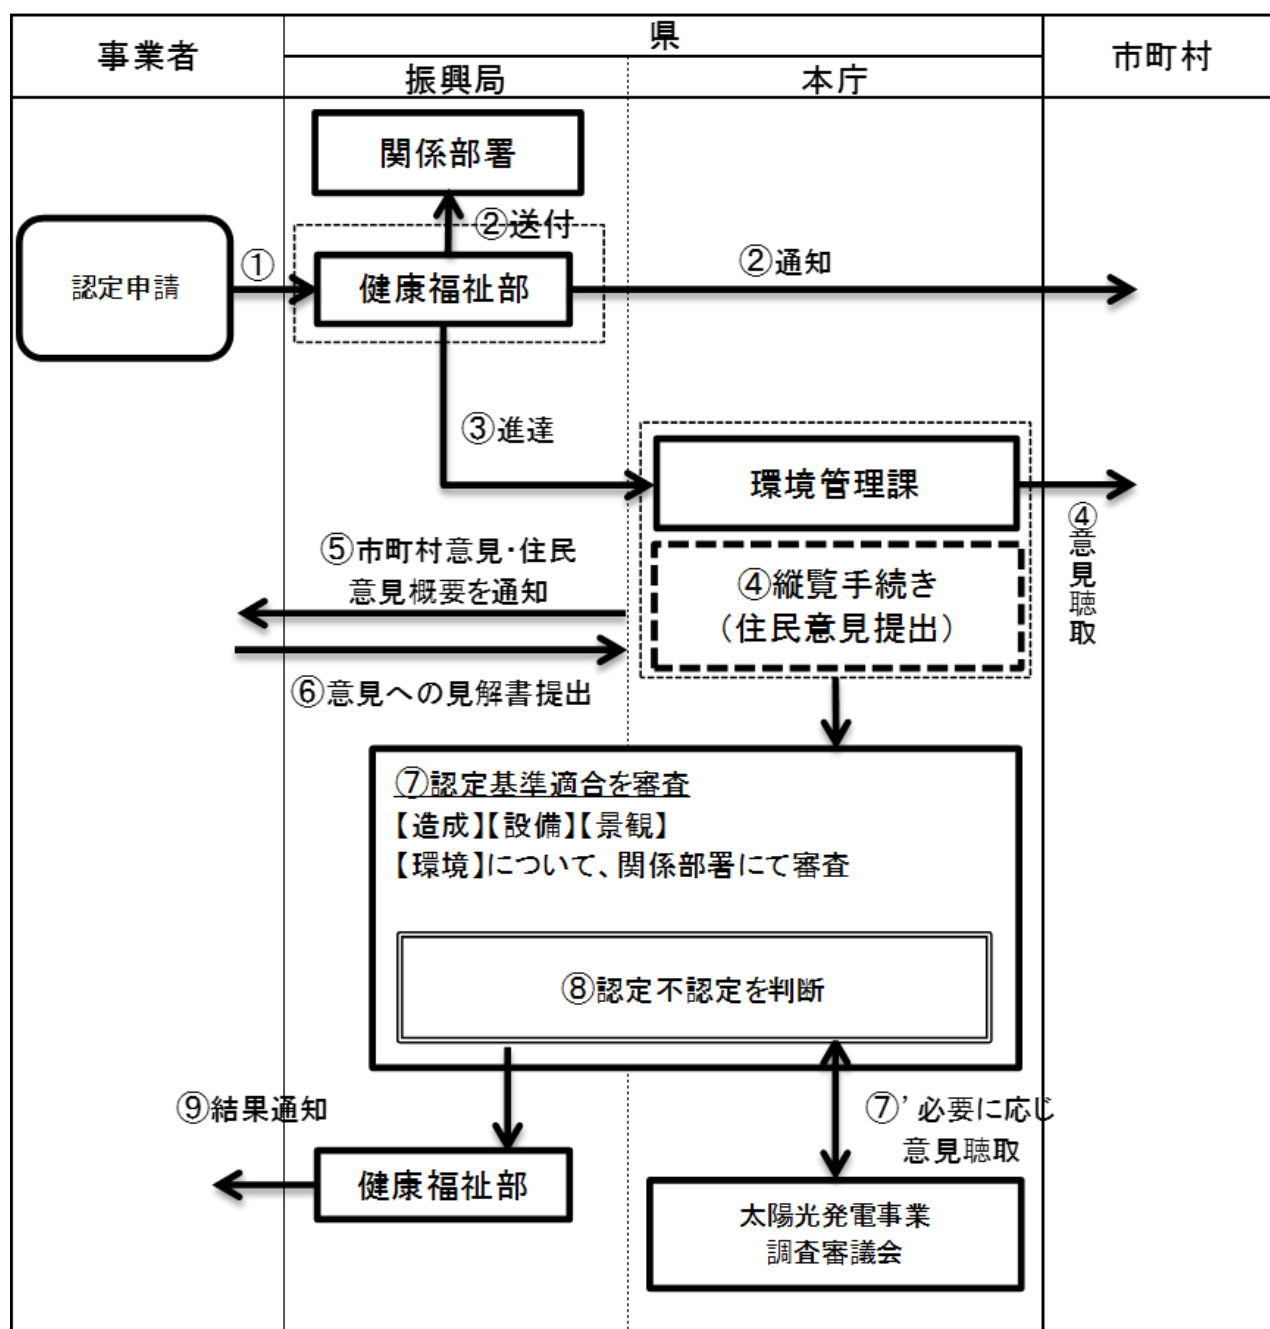 事業者
県
市町村
振興局
本庁
関係部署
②送付
①
②通知
認定申請
健康福祉部
③進達
環境管理課
④
意
見
聴
取
⑤市町村意見・住民
意見概要を通知
④縦覧手続き
（住民意見提出）
⑥意見への見解書提出
⑦認定基準適合を審査
【造成】【設備】【景観】
【環境】について、関係部署にて審査
⑧認定不認定を判断
⑨結果通知
⑦’必要に応じ
意見聴取
健康福祉部
太陽光発電事業
調査審議会